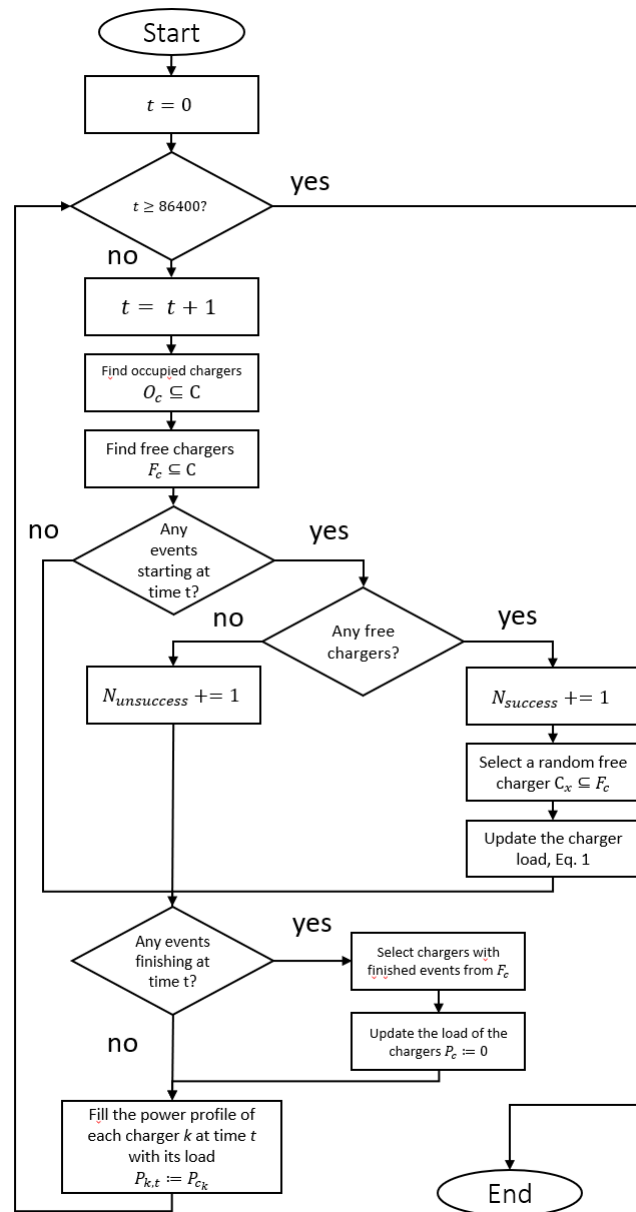 Start
t = 0
t ≥ 86400?
yes
no
t = t + 1
Find occupied chargers
O_c ⊆ C
Find free chargers
F_c ⊆ C
Any
events
starting at
time t?
no
yes
Any free
chargers?
no
yes
N_unsuccess += 1
N_success += 1
Select a random free
charger C_x ⊆ F_c
Update the charger
load, Eq. 1
Any events
finishing at
time t?
yes
no
Select chargers with
finished events from F_c
Update the load of the
chargers P_c := 0
Fill the power profile of
each charger k at time t
with its load
P_k,t := P_c_k
End